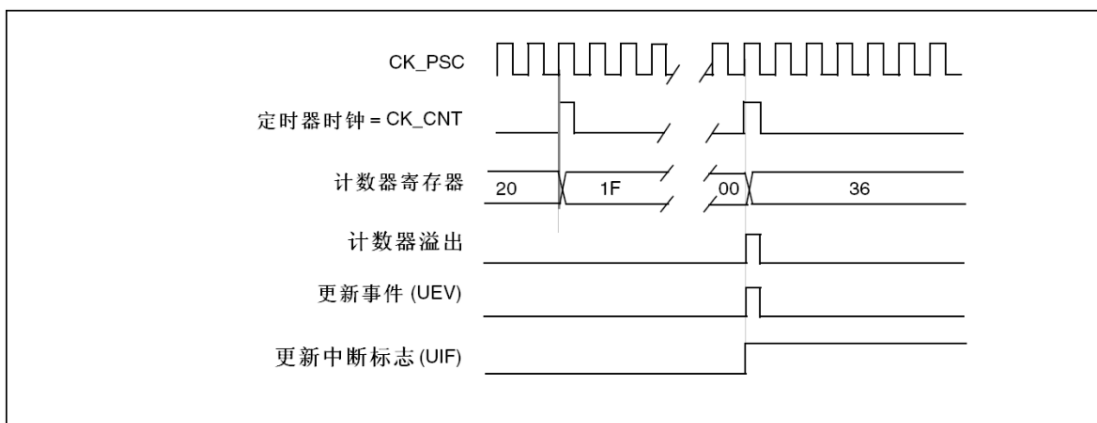 CK_PSC
定时器时钟 = CK_CNT
计数器寄存器 20 1F 00 36
计数器溢出
更新事件 (UEV)
更新中断标志 (UIF)